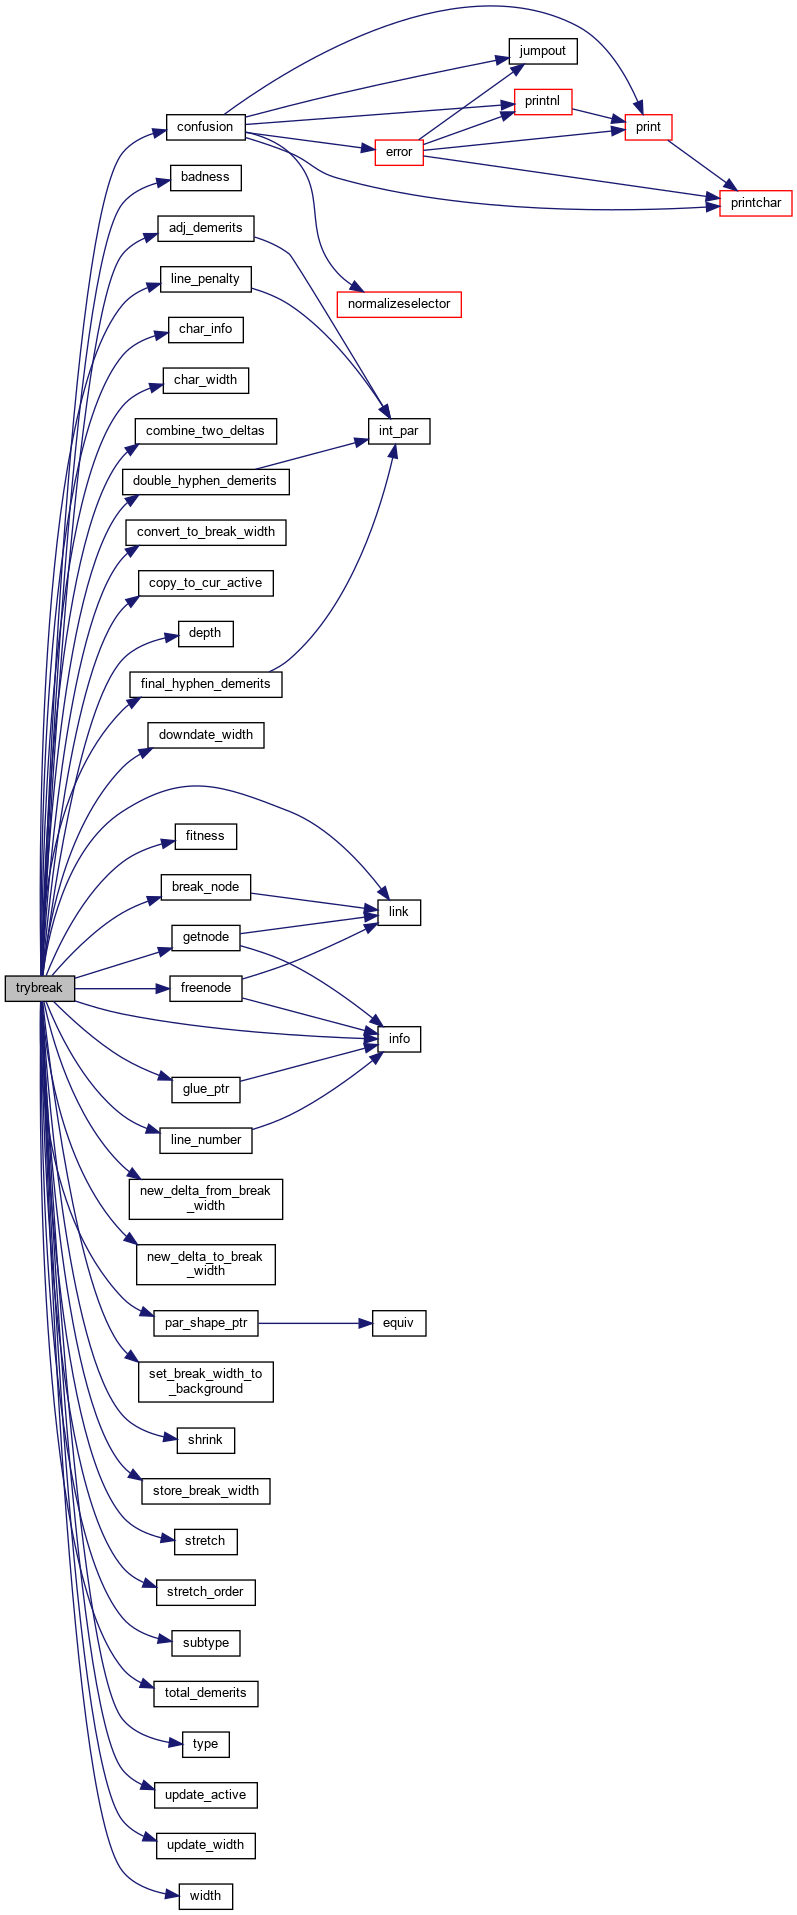 jumpout
printnl
confusion
print
error
badness
printchar
adj_demerits
line_penalty
normalizeselector
char_info
char_width
combine_two_deltas
int_par
double_hyphen_demerits
convert_to_break_width
copy_to_cur_active
depth
final_hyphen_demerits
downdate_width
fitness
break_node
link
getnode
trybreak
freenode
info
glue_ptr
line_number
new_delta_from_break
_width
new_delta_to_break
_width
par_shape_ptr
equiv
set_break_width_to
_background
shrink
store_break_width
stretch
stretch_order
subtype
total_demerits
type
update_active
update_width
width